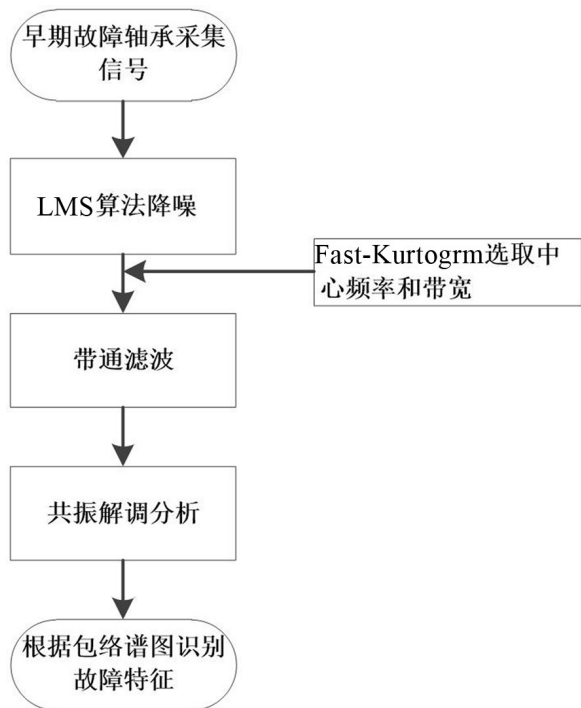 早期故障轴承采集
信号
LMS算法降噪
Fast-Kurtogrm选取中
心频率和带宽
带通滤波
共振解调分析
根据包络谱图识别
故障特征